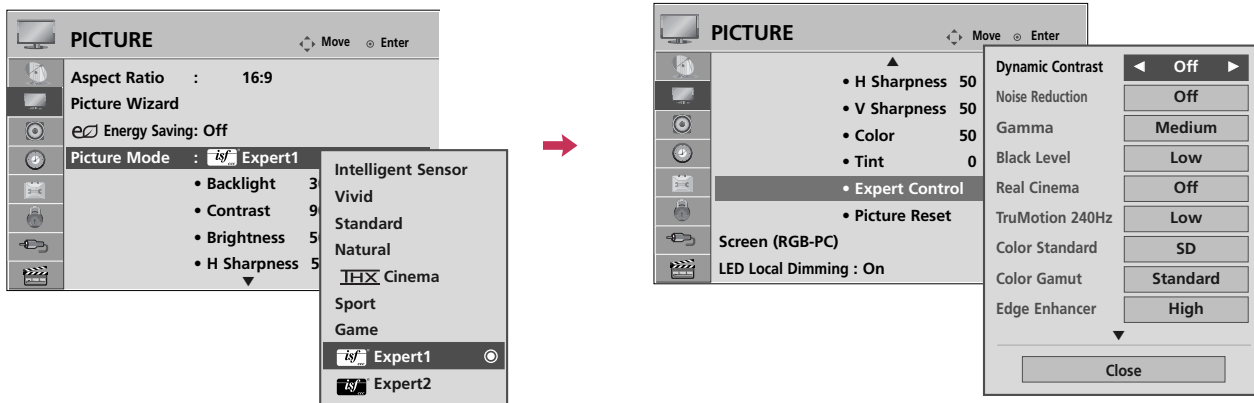 PICTURE
Move Enter
Aspect Ratio : 16:9
Picture Wizard
Energy Saving: Off
Picture Mode : isf Expert1
• Backlight
• Contrast
• Brightness
• H Sharpness
Intelligent Sensor
Vivid
Standard
Natural
THX Cinema
Sport
Game
isf Expert1
isf Expert2
PICTURE
Move Enter
• H Sharpness 50
• V Sharpness 50
• Color 50
• Tint 0
• Expert Control
• Picture Reset
Screen (RGB-PC)
LED Local Dimming : On
Dynamic Contrast Off
Noise Reduction Off
Gamma Medium
Black Level Low
Real Cinema Off
TruMotion 240Hz Low
Color Standard SD
Color Gamut Standard
Edge Enhancer High
Close